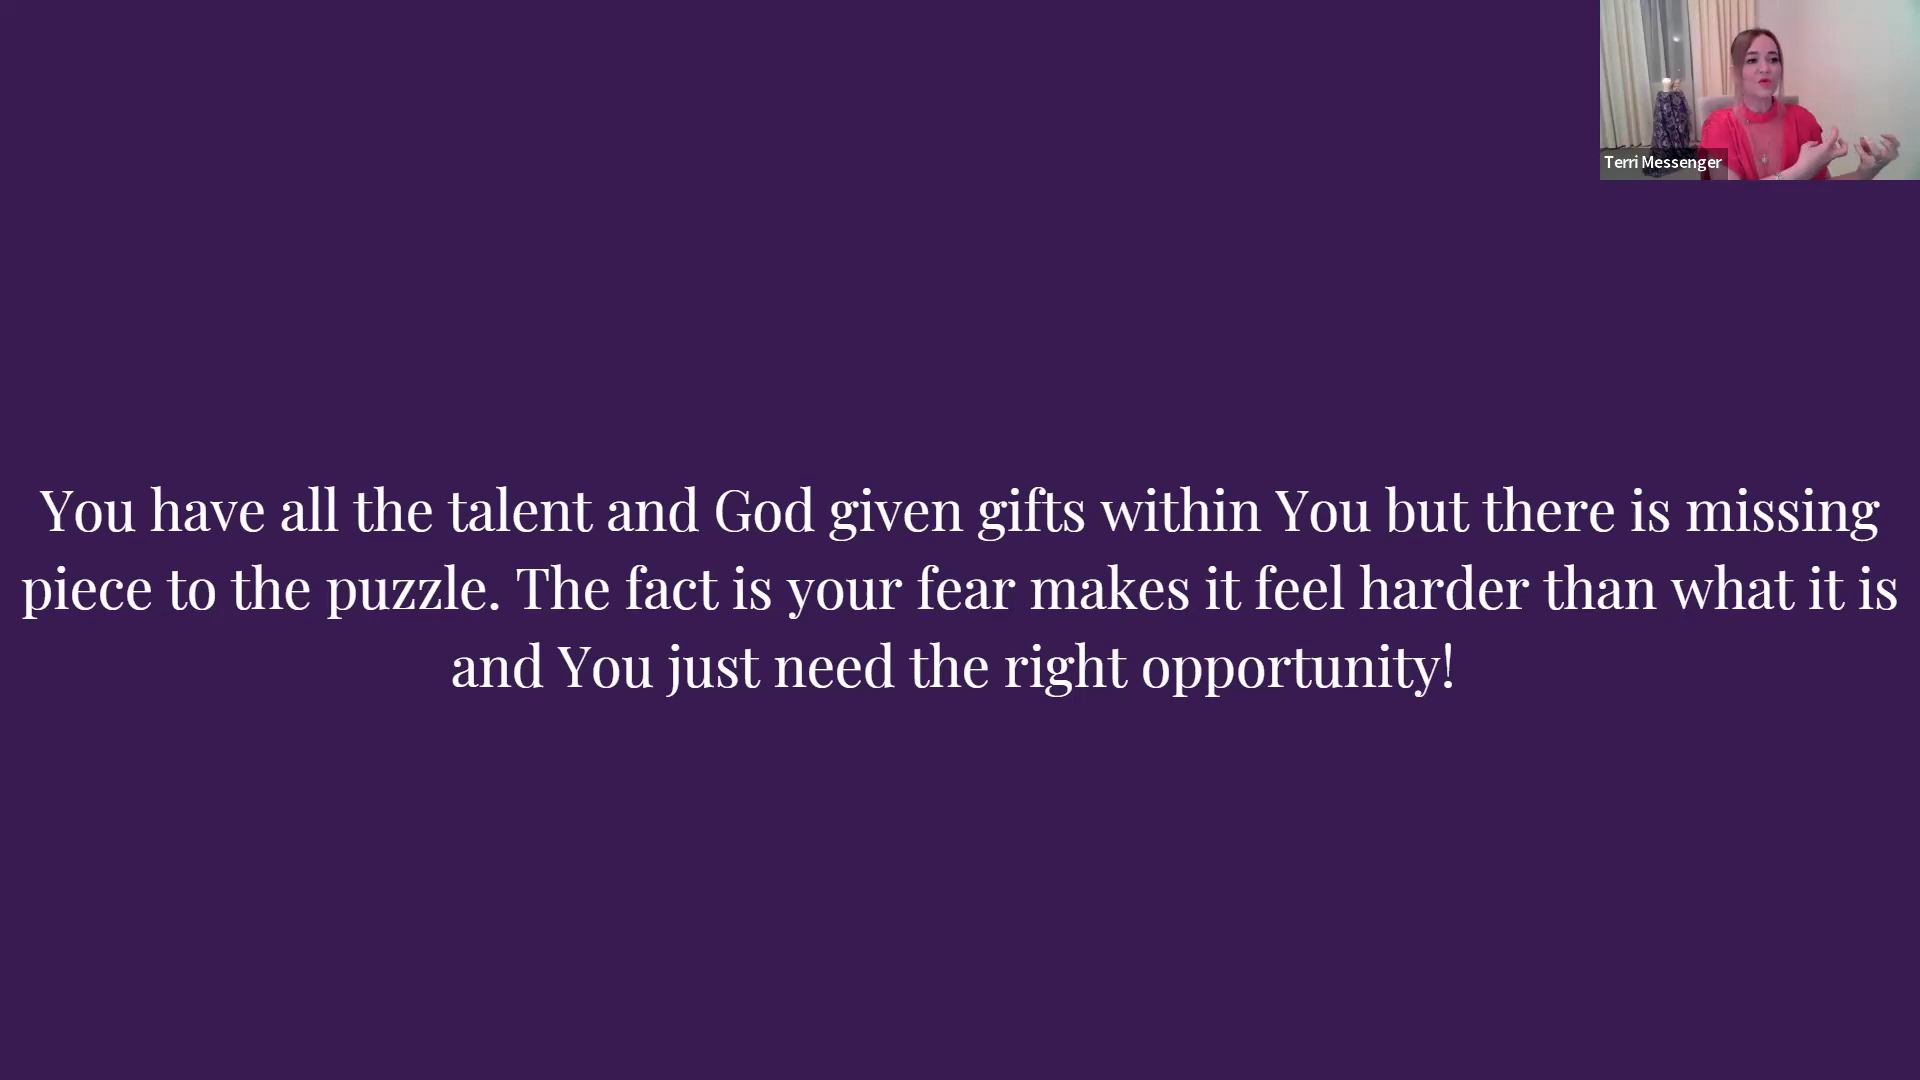 Terri Messenger
You have all the talent and God given gifts within You but there is missing
piece to the puzzle. The fact is your fear makes it feel harder than what it is
and You just need the right opportunity!